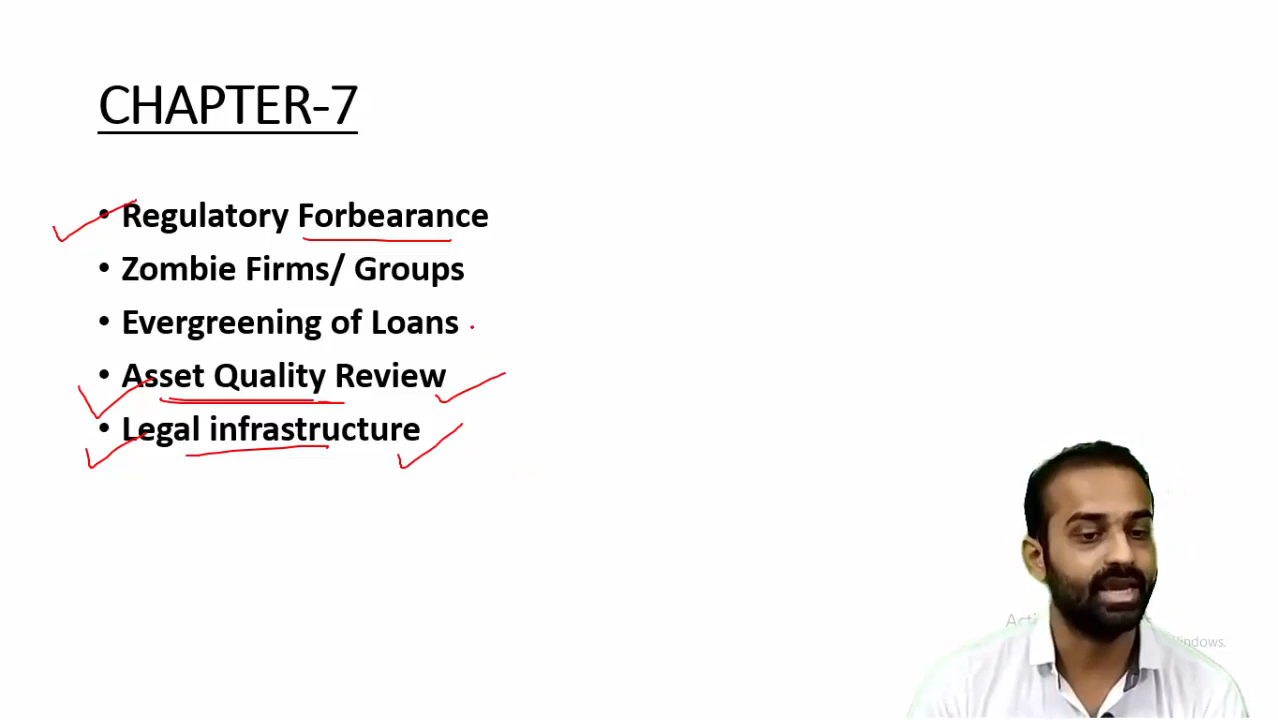 CHAPTER-7
• Regulatory Forbearance
• Zombie Firms/ Groups
• Evergreening of Loans
• Asset Quality Review
• Legal infrastructure